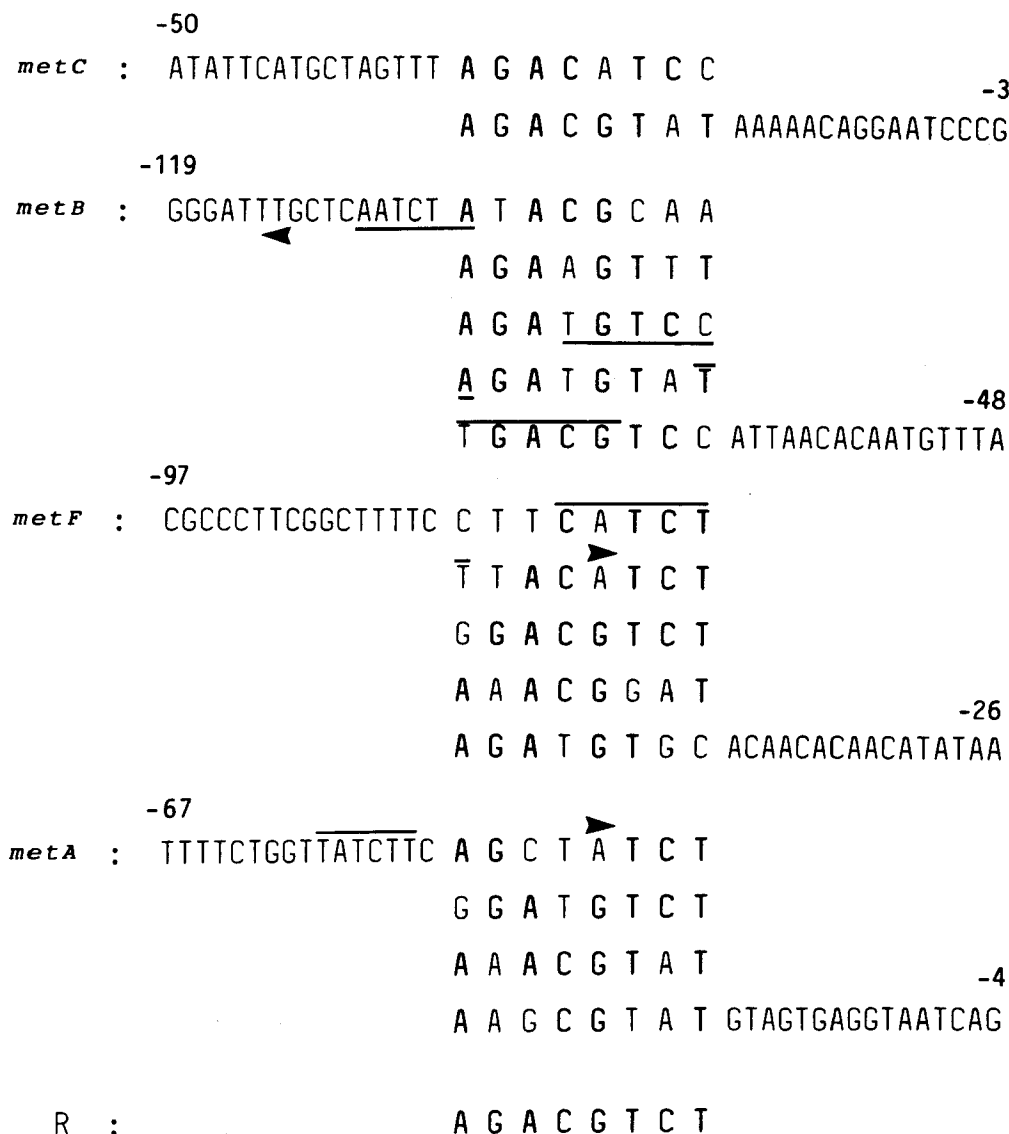 -50
metC : ATATTCATGCTAGTTT A G A C A T C C
-3
A G A C G T A T AAAAACAGGAATCCCG
-119
metB : GGGATTTGCTCAATCT A T A C G C A A
A G A A G T T T
A G A T G T C C
A G A T G T A T
-48
T G A C G T C C ATTAACACAATGTTTA
-97
metF : CGCCCTTCGGCTTTTC C T T C A T C T
T T A C A T C T
G G A C G T C T
A A A C G G A T
-26
A G A T G T G C ACAACACAACATATAA
-67
metA : TTTTCTGGTTATCTTC A G C T A T C T
G G A T G T C T
A A A C G T A T
-4
A A G C G T A T GTAGTGAGGTAATCAG
R : A G A C G T C T